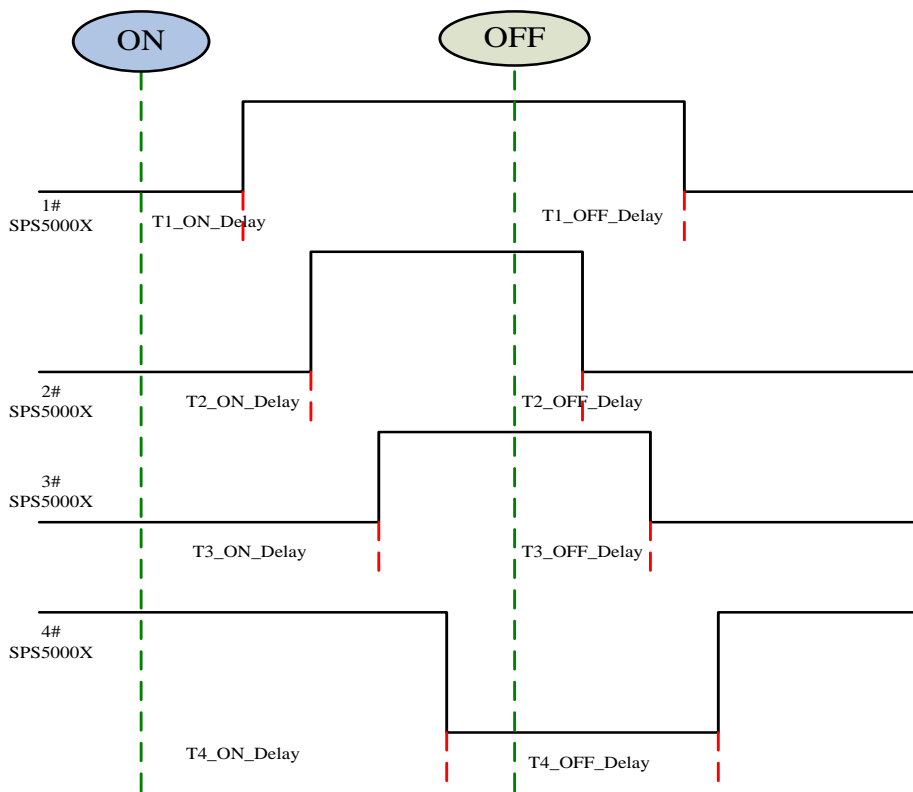 ON
OFF
1#
SPS5000X
T1_ON_Delay
T1_OFF_Delay
2#
SPS5000X
T2_ON_Delay
T2_OFF_Delay
3#
SPS5000X
T3_ON_Delay
T3_OFF_Delay
4#
SPS5000X
T4_ON_Delay
T4_OFF_Delay